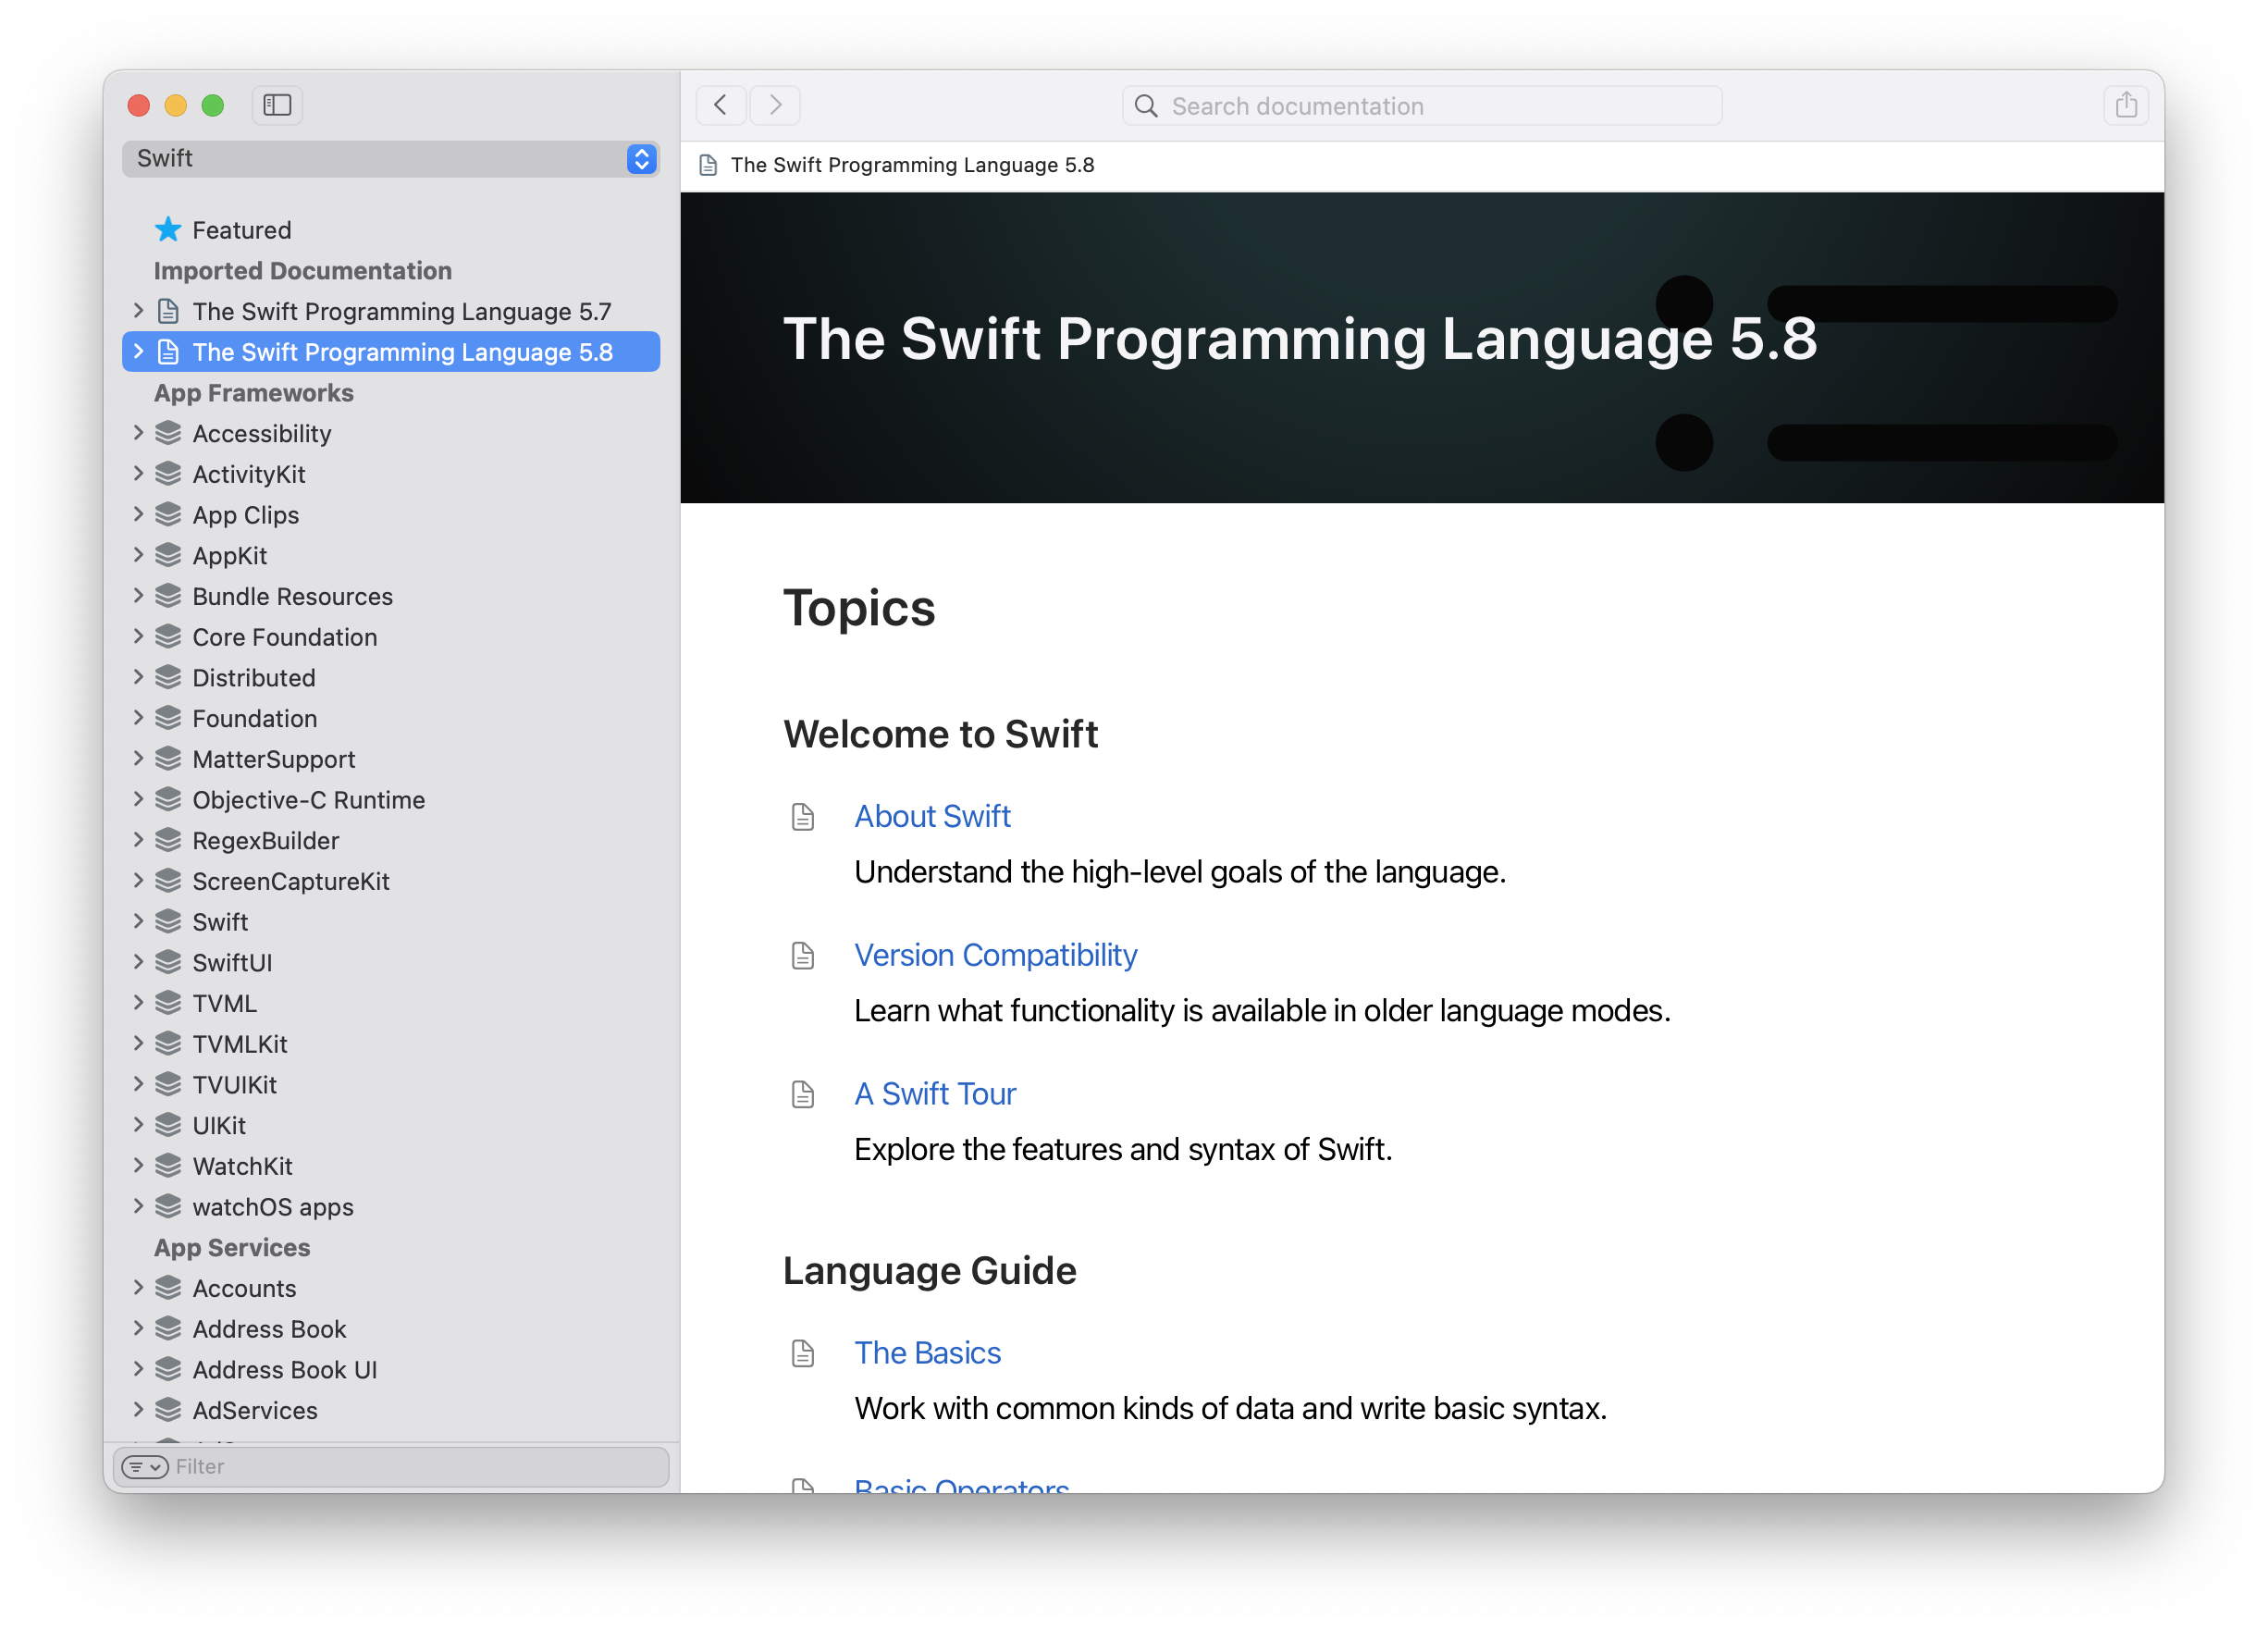 Swift
Featured
Imported Documentation
The Swift Programming Language 5.7
The Swift Programming Language 5.8
App Frameworks
Accessibility
ActivityKit
App Clips
AppKit
Bundle Resources
Core Foundation
Distributed
Foundation
MatterSupport
Objective-C Runtime
RegexBuilder
ScreenCaptureKit
Swift
SwiftUI
TVML
TVMLKit
TVUIKit
UIKit
WatchKit
watchOS apps
App Services
Accounts
Address Book
Address Book UI
AdServices
Filter
Search documentation
The Swift Programming Language 5.8
The Swift Programming Language 5.8
Topics
Welcome to Swift
About Swift
Understand the high-level goals of the language.
Version Compatibility
Learn what functionality is available in older language modes.
A Swift Tour
Explore the features and syntax of Swift.
Language Guide
The Basics
Work with common kinds of data and write basic syntax.
Basic Operators